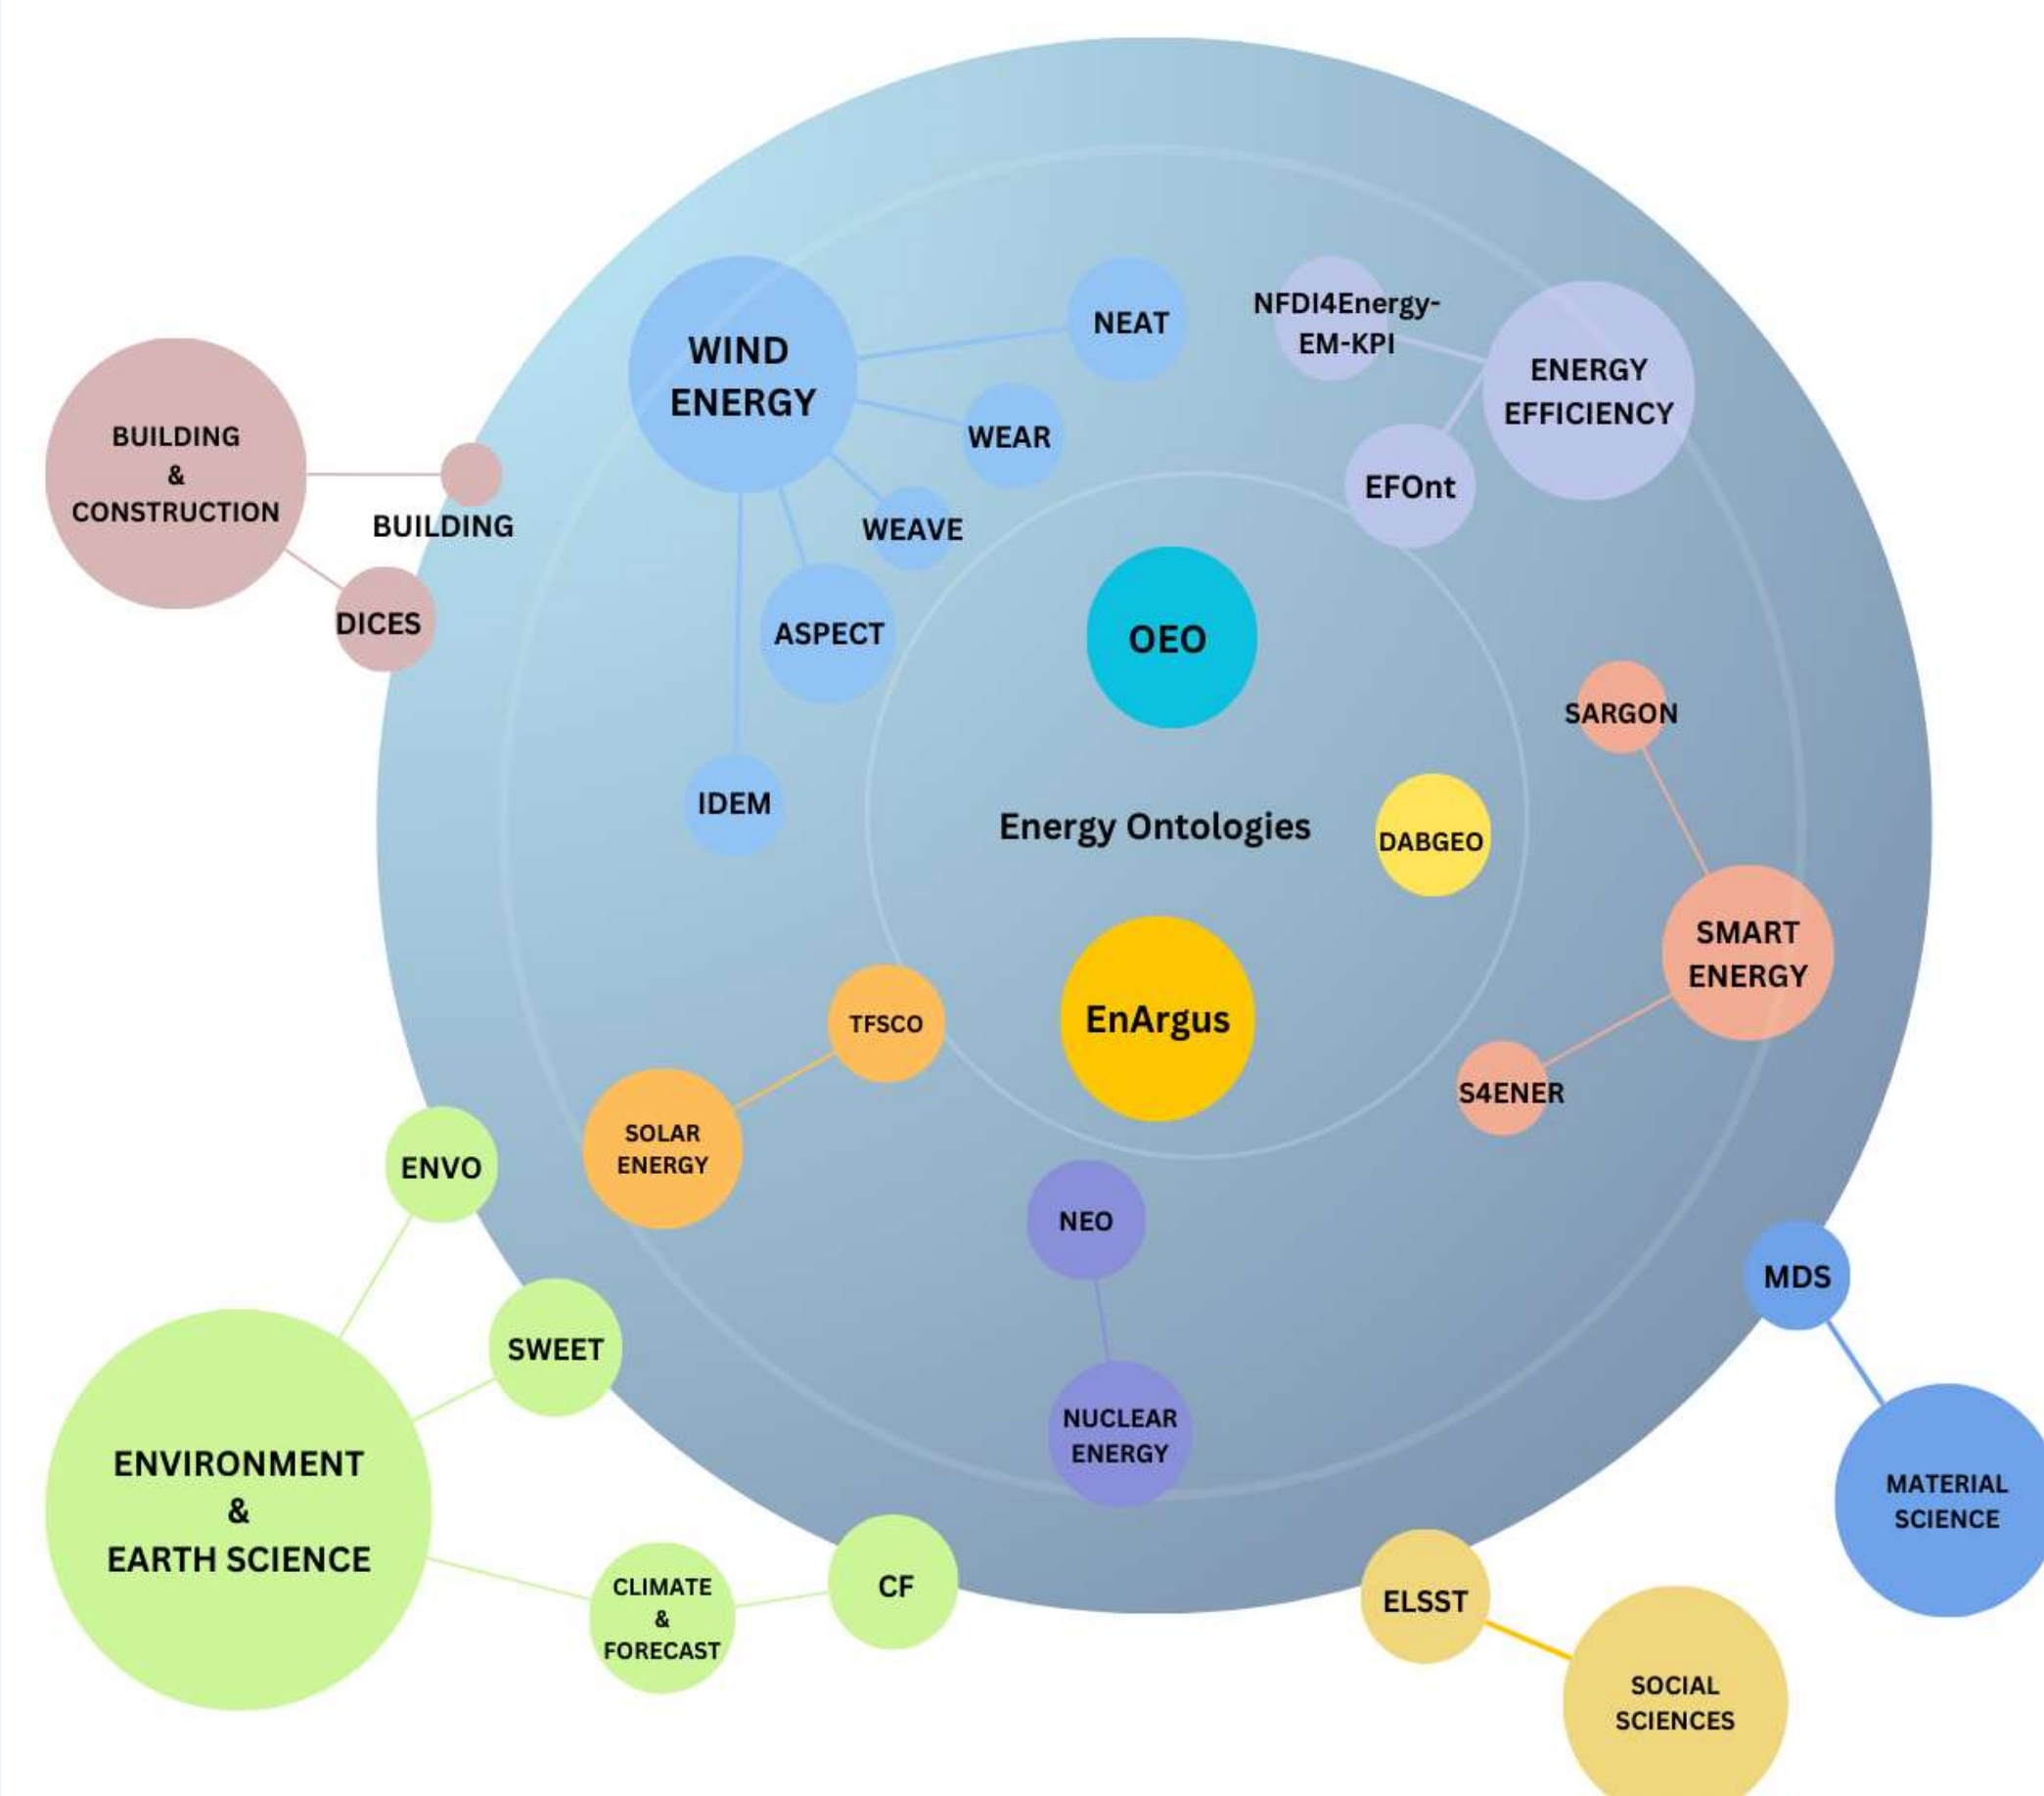 WIND
ENERGY
NEAT
WEAR
WEAVE
ASPECT
IDEM
NFDI4Energy-
EM-KPI
ENERGY
EFFICIENCY
EFOnt
BUILDING
&
CONSTRUCTION
BUILDING
DICES
OEO
Energy Ontologies
DABGEO
EnArgus
SARGON
SMART
ENERGY
S4ENER
TFSCO
SOLAR
ENERGY
NEO
NUCLEAR
ENERGY
ENVO
SWEET
ENVIRONMENT
&
EARTH SCIENCE
CLIMATE
&
FORECAST
CF
MDS
MATERIAL
SCIENCE
ELSST
SOCIAL
SCIENCES